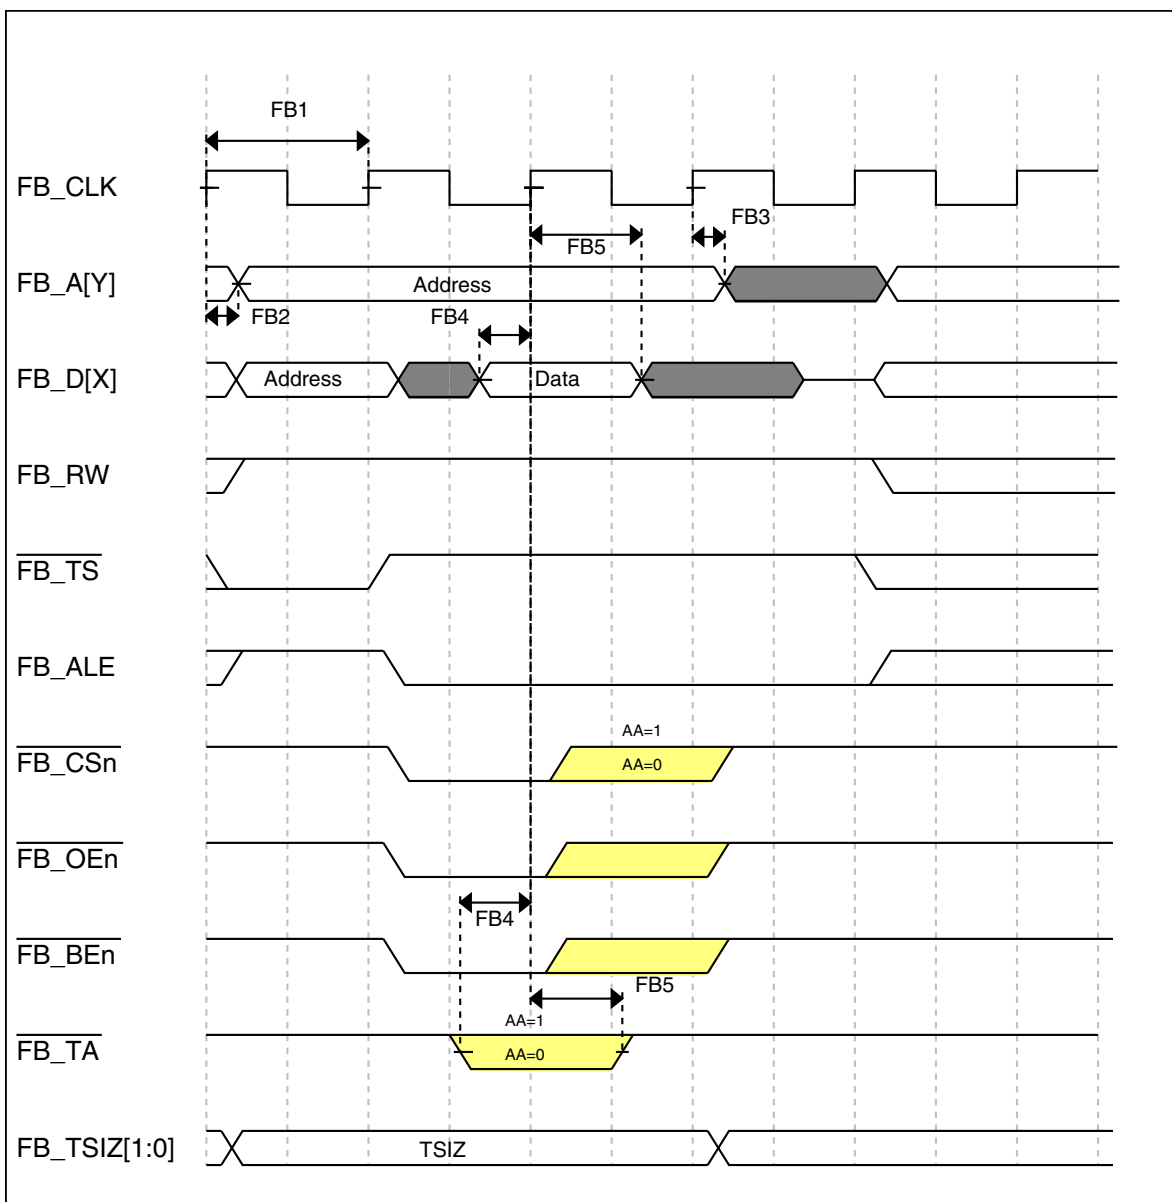 FB1
FB_CLK
FB3
FB5
FB_A[Y]
Address
FB2
FB4
FB_D[X]
Address
Data
FB_RW
FB_TS
FB_ALE
AA=1
FB_CSn
AA=0
FB_OEn
FB4
FB_BEn
FB5
AA=1
FB_TA
AA=0
FB_TSIZ[1:0]
TSIZ